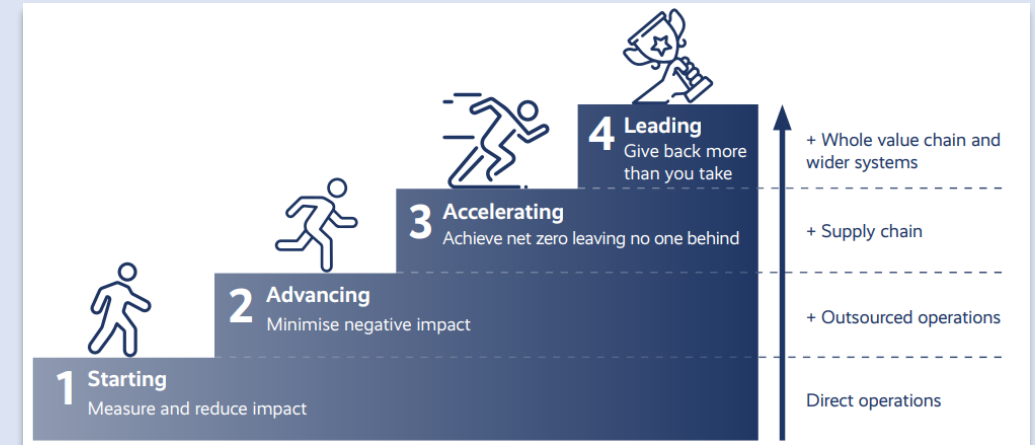 4 Leading
Give back more
than you take
+ Whole value chain and
wider systems
3 Accelerating
Achieve net zero leaving no one behind
+ Supply chain
2 Advancing
Minimise negative impact
+ Outsourced operations
1 Starting
Measure and reduce impact
Direct operations